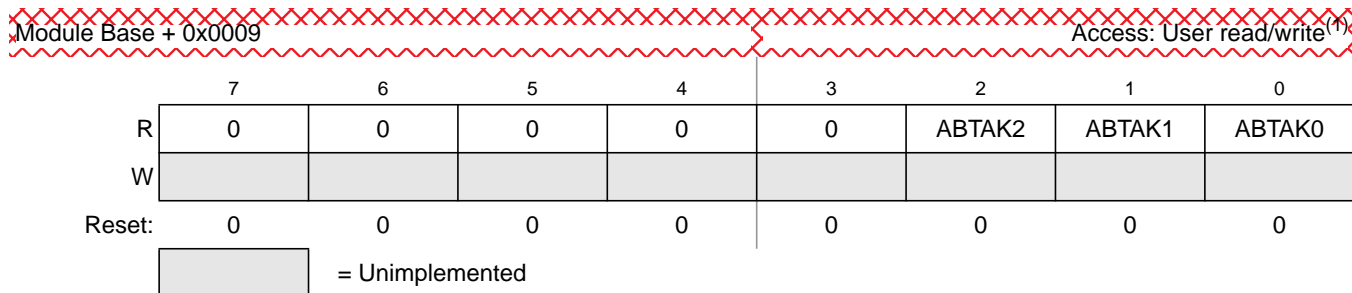 Module Base + 0x0009 Access: User read/write(1)
7 6 5 4 3 2 1 0
R 0 0 0 0 0 ABTAK2 ABTAK1 ABTAK0
W
Reset: 0 0 0 0 0 0 0 0
= Unimplemented